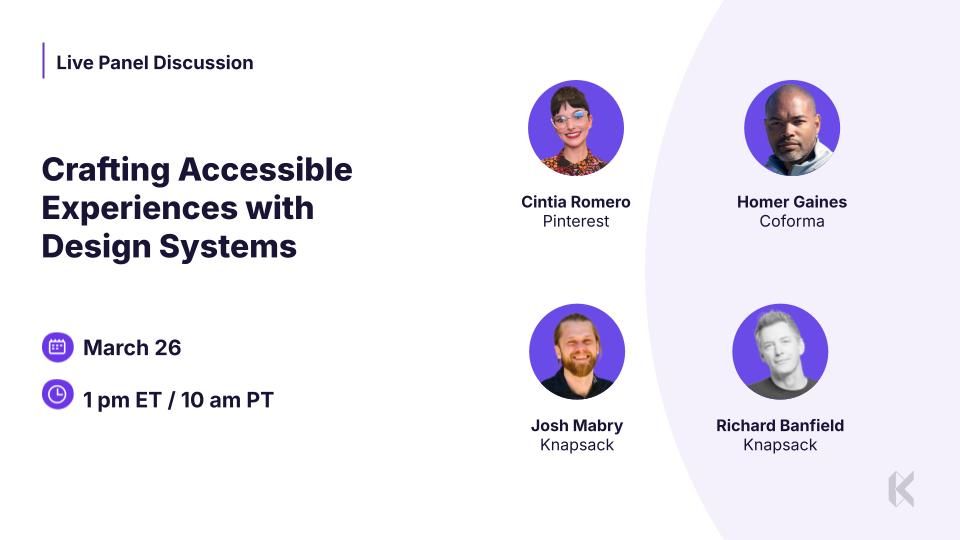 Live Panel Discussion
Crafting Accessible
Experiences with
Design Systems
March 26
1 pm ET / 10 am PT
Cintia Romero
Pinterest
Homer Gaines
Coforma
Josh Mabry
Knapsack
Richard Banfield
Knapsack